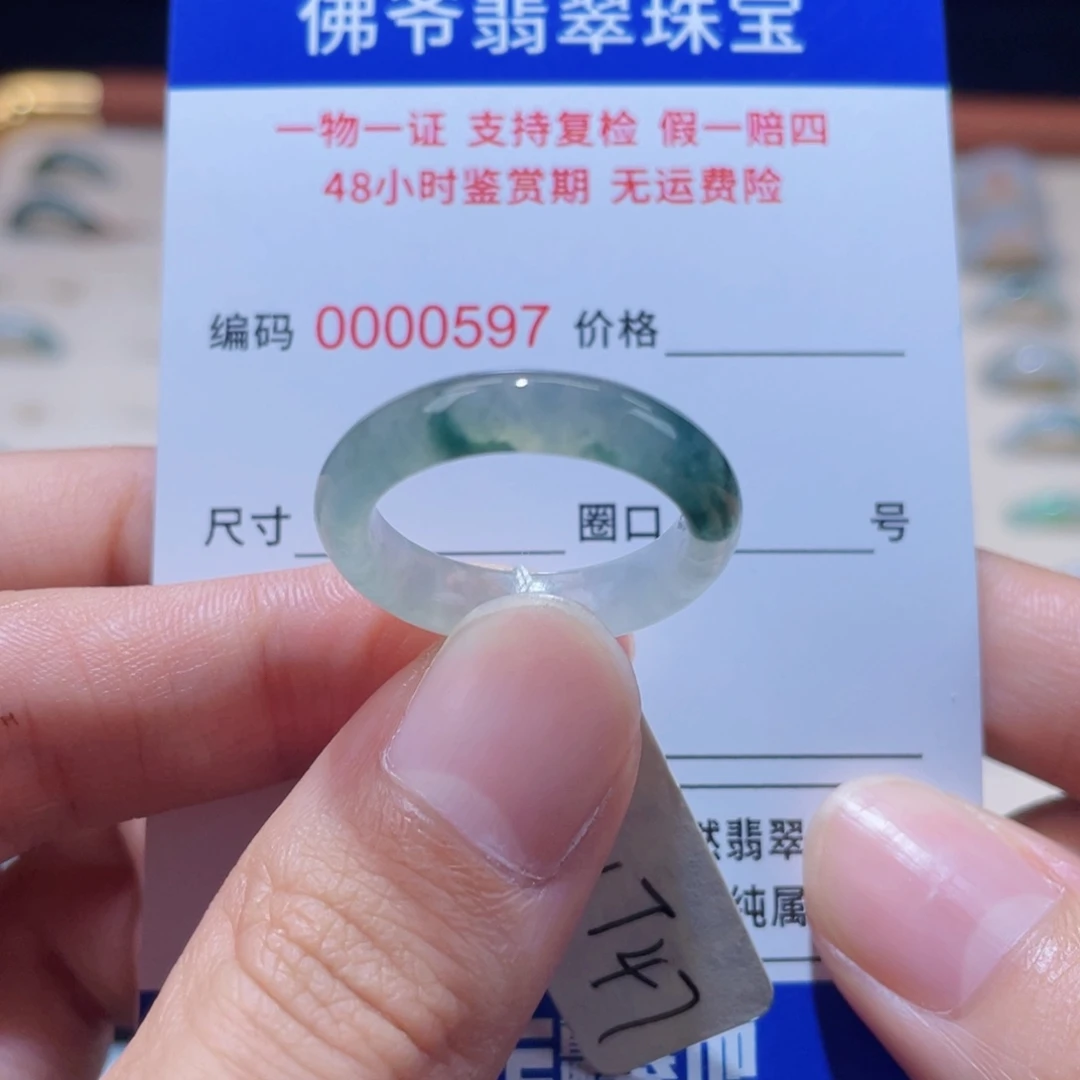 佛爷翡翠珠宝
一物一证 支持复检 假一赔四
48小时鉴赏期 无运费险
编码 0000597 价格
尺寸 圈口 号
然翡翠
纯属